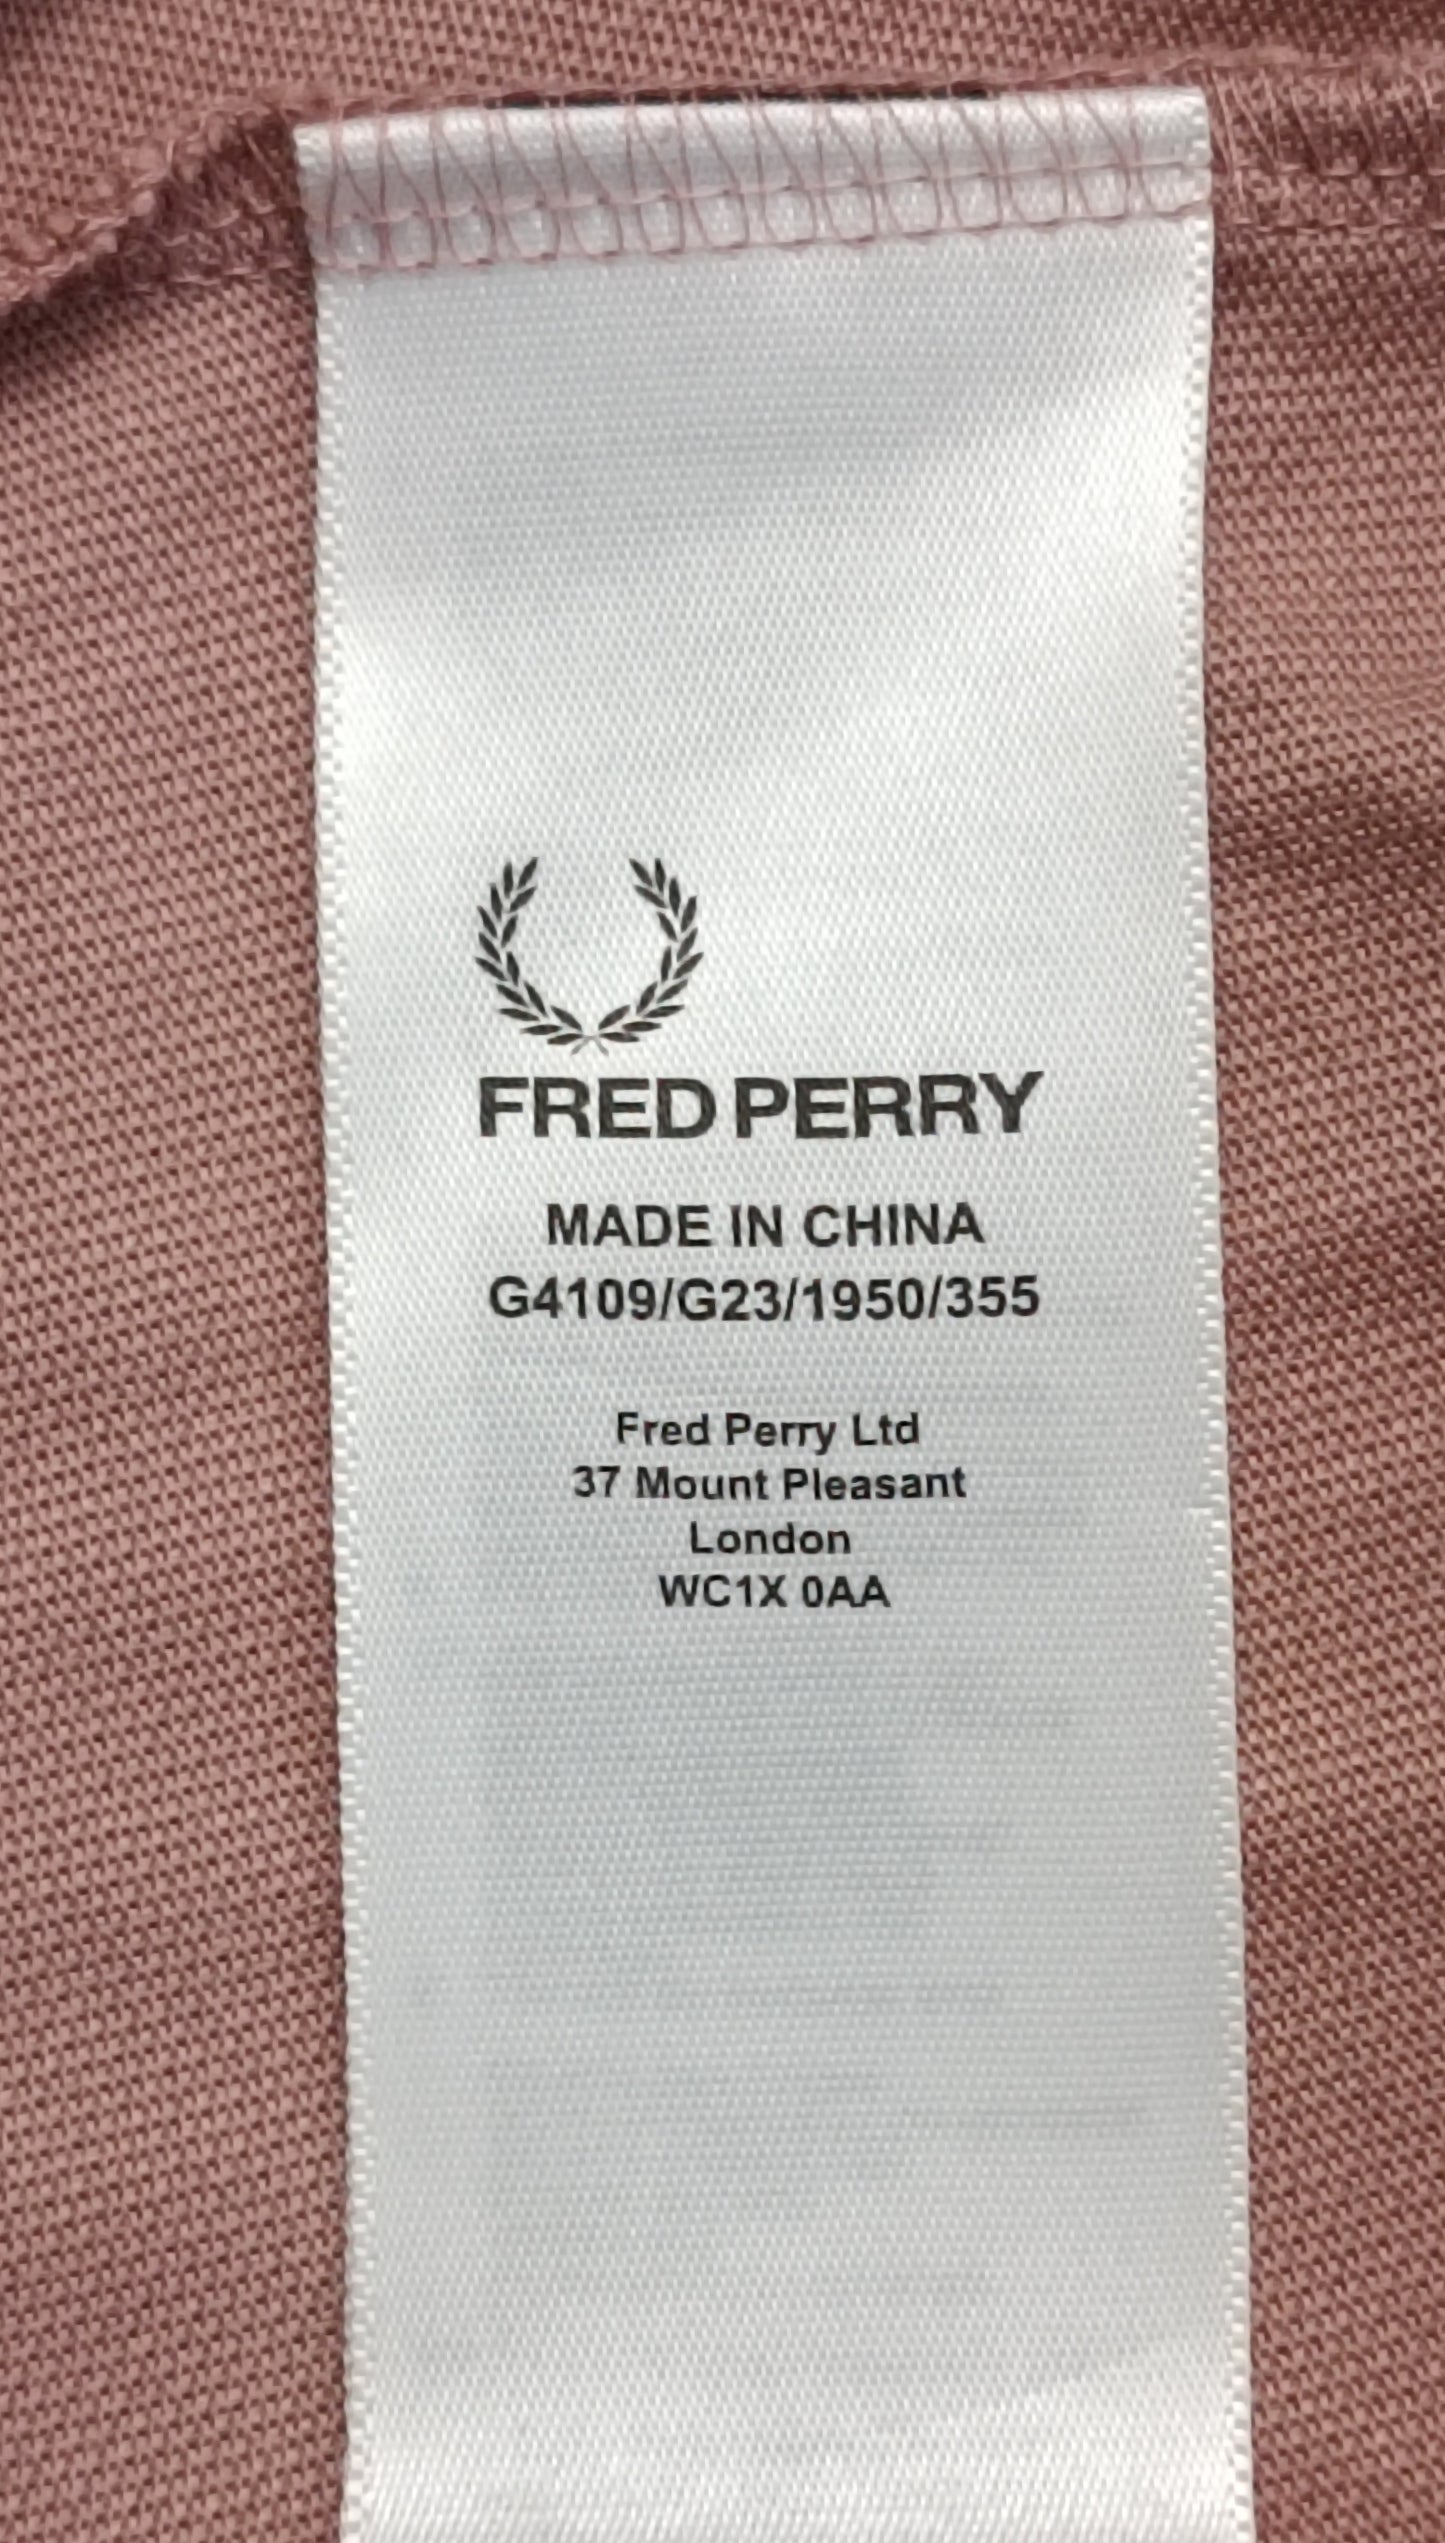 FRED PERRY
MADE IN CHINA
G4109/G23/1950/355
Fred Perry Ltd
37 Mount Pleasant
London
WC1X 0AA